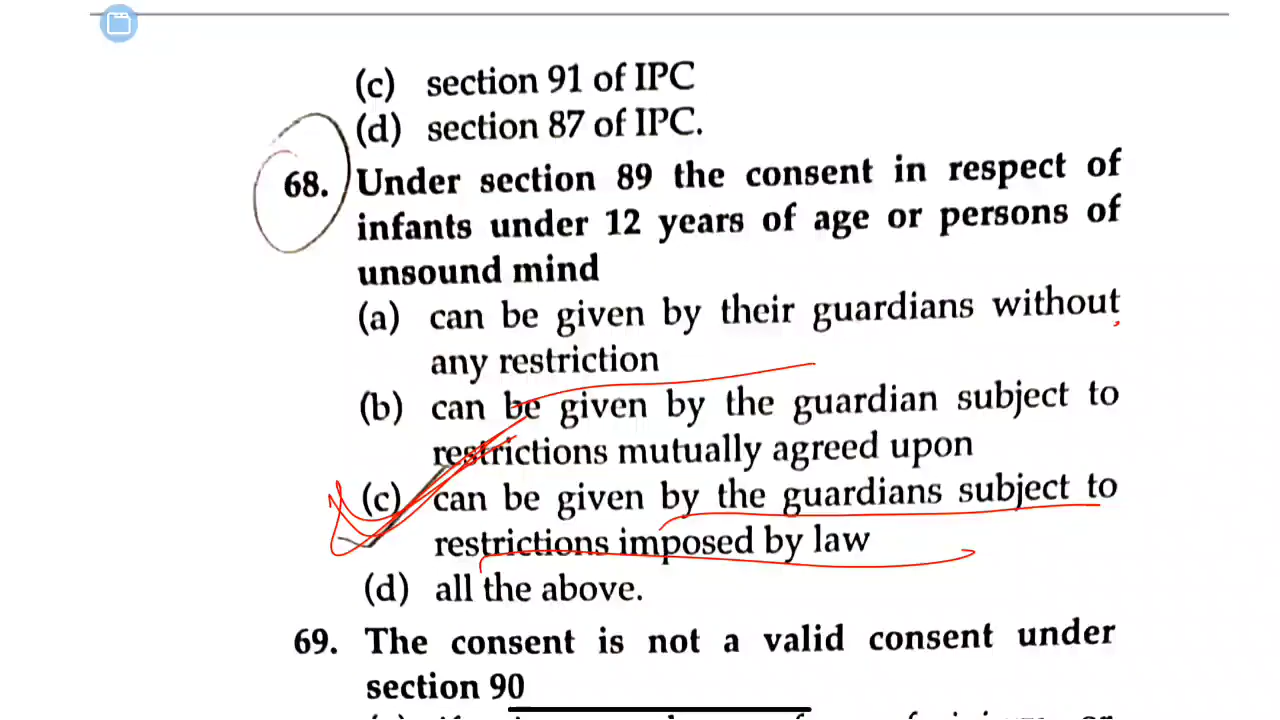 (c) section 91 of IPC
(d) section 87 of IPC.
68. Under section 89 the consent in respect of
infants under 12 years of age or persons of
unsound mind
(a) can be given by their guardians without
any restriction
(b) can be given by the guardian subject to
restrictions mutually agreed upon
(c) can be given by the guardians subject to
restrictions imposed by law
(d) all the above.
69. The consent is not a valid consent under
section 90